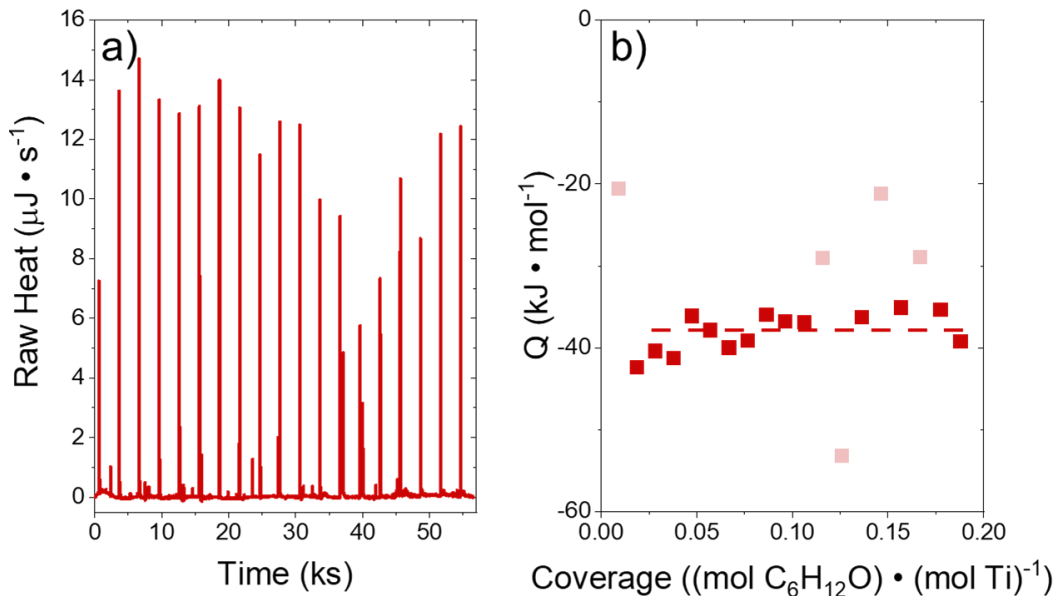 a)
Raw Heat (μJ • s⁻¹)
16
14
12
10
8
6
4
2
0
0 10 20 30 40 50
Time (ks)
b)
Q (kJ • mol⁻¹)
0
-20
-40
-60
0.00 0.05 0.10 0.15 0.20
Coverage ((mol C₆H₁₂O) • (mol Ti)⁻¹)